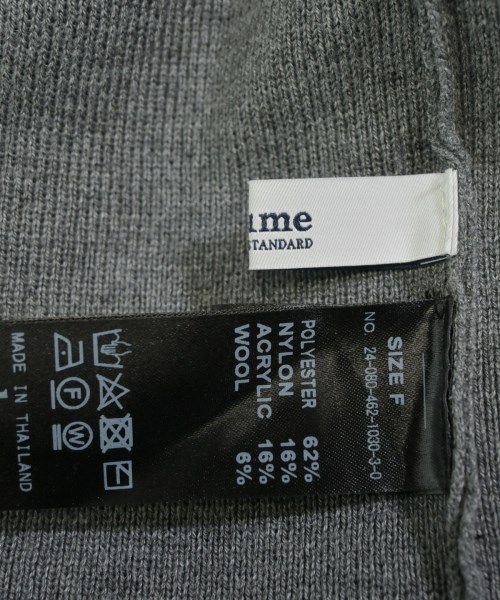 ume
STANDARD
SIZE F
NO. 24-080-462-1030-3-0
POLYESTER 62%
NYLON 16%
ACRYLIC 16%
WOOL 6%
F W
MADE IN THAILAND
1